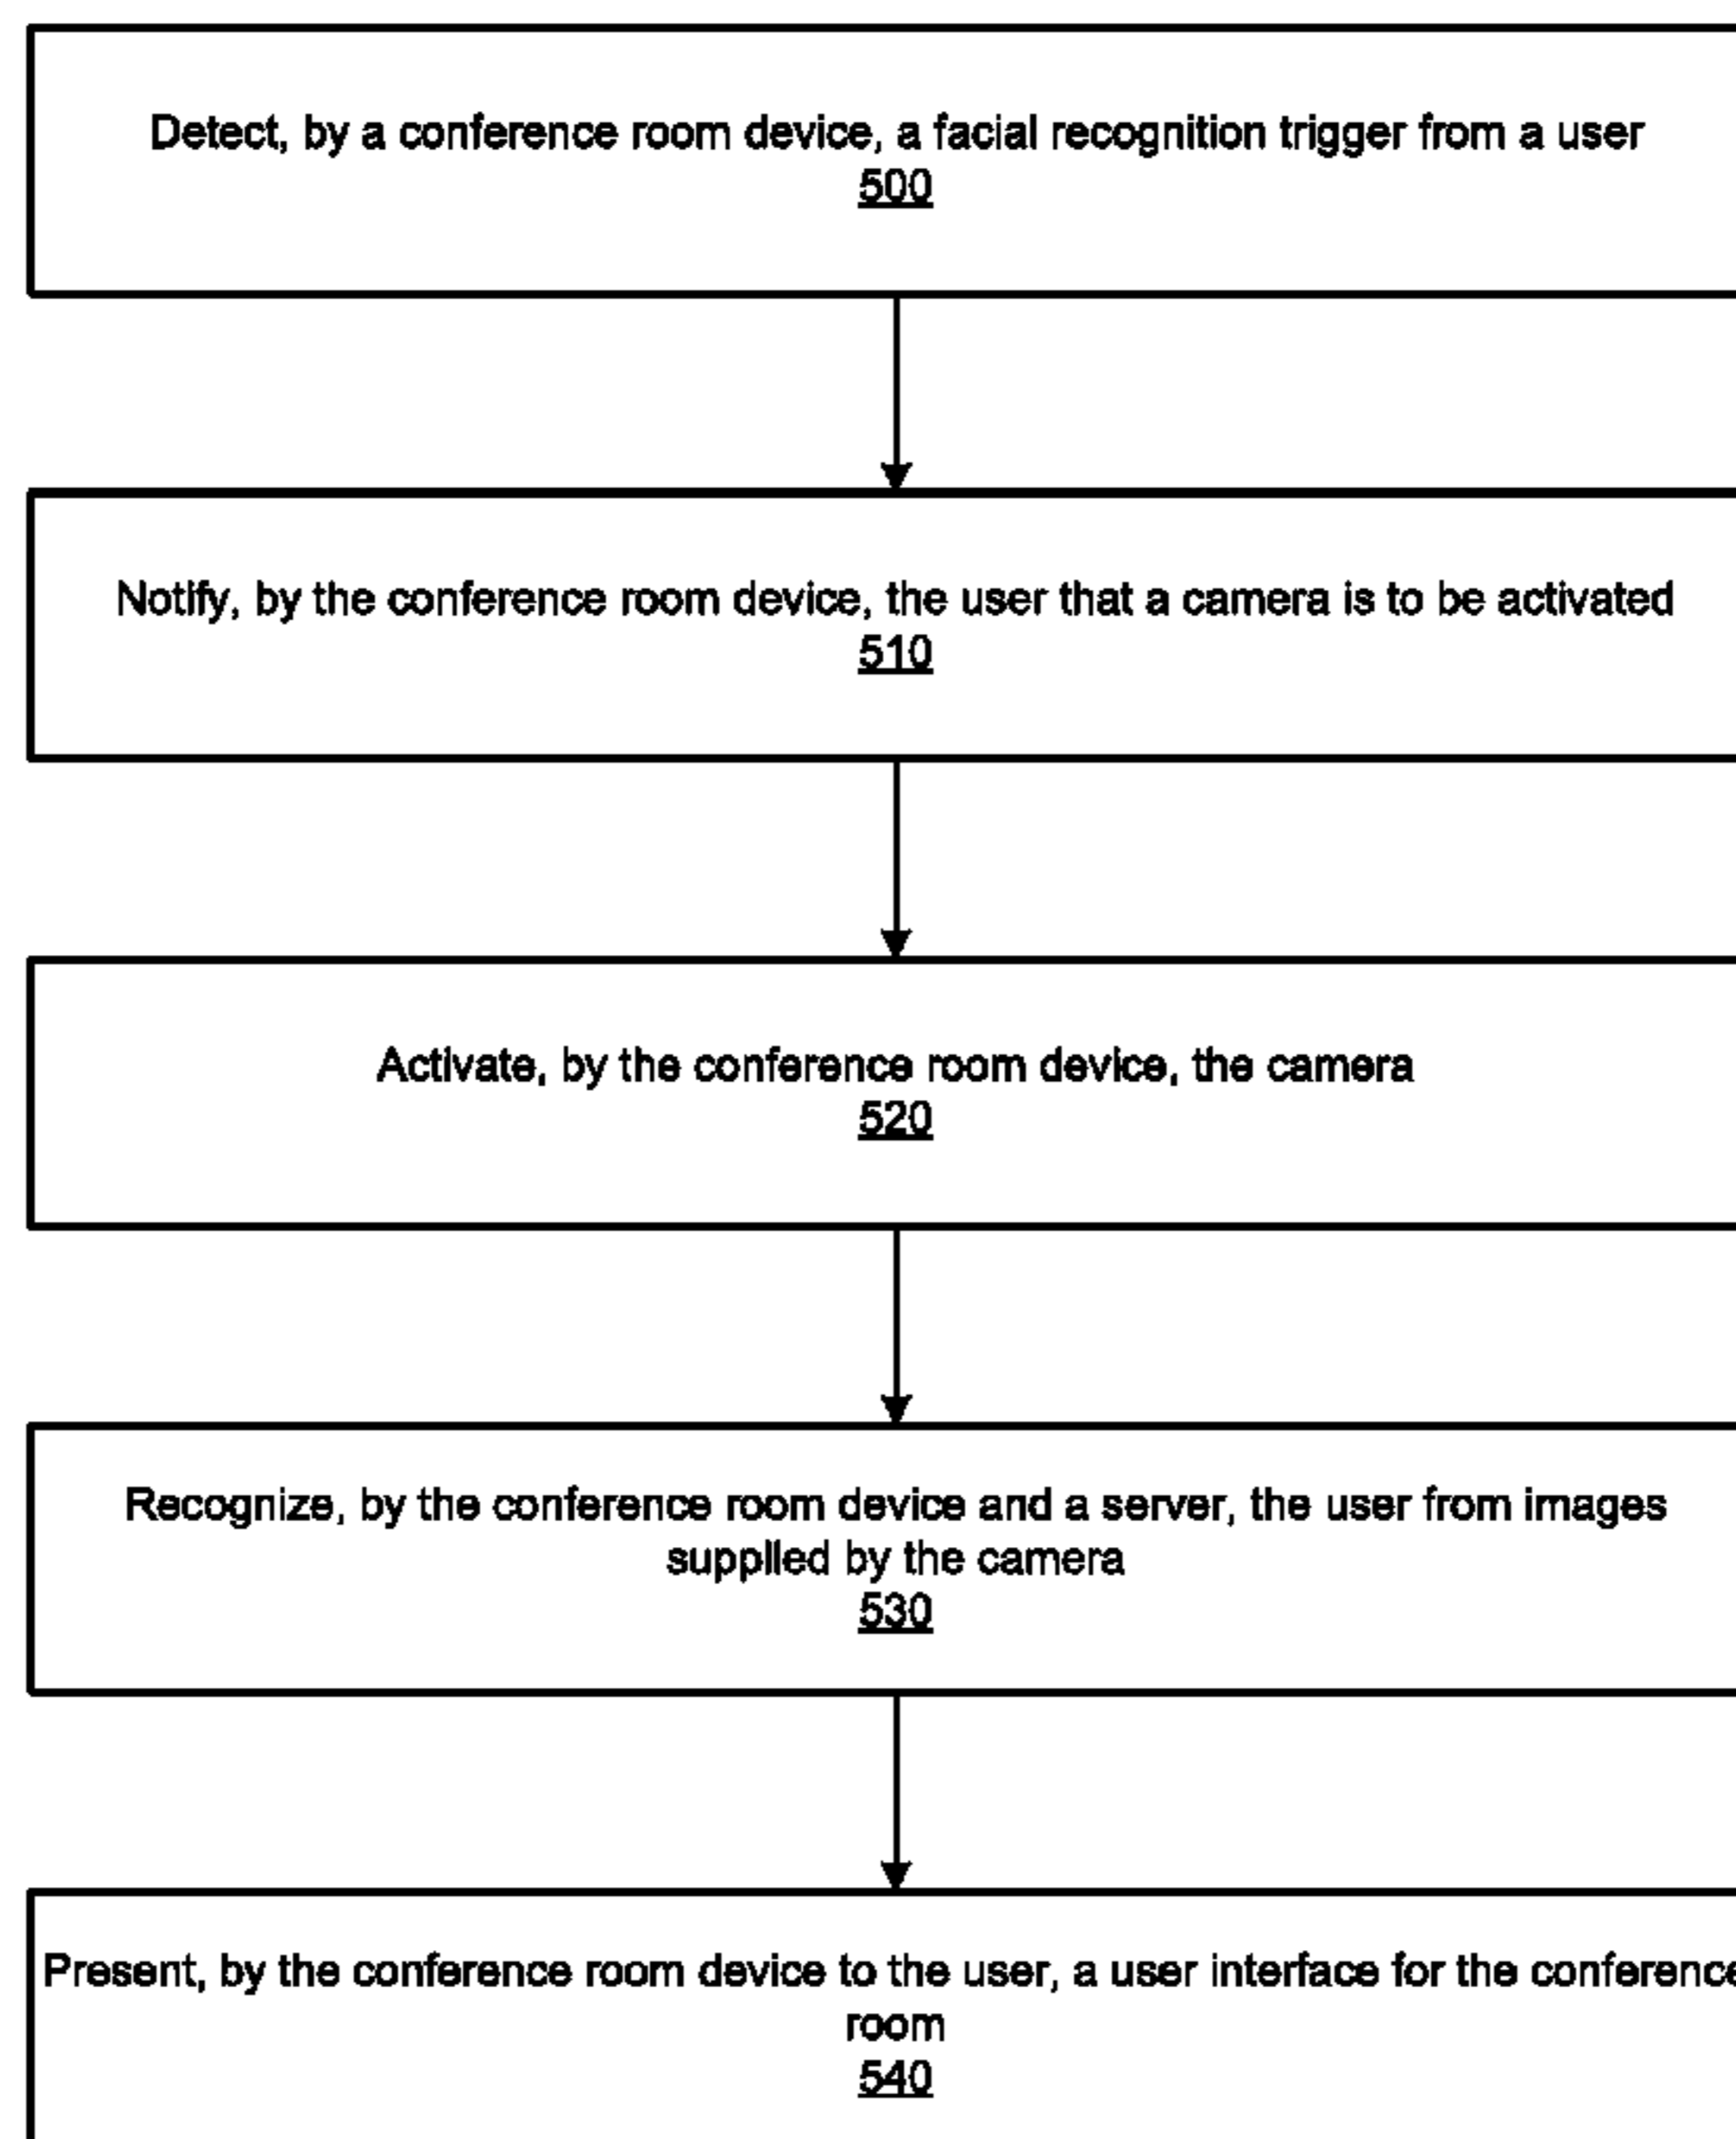 Detect, by a conference room device, a facial recognition trigger from a user
500
Notify, by the conference room device, the user that a camera is to be activated
510
Activate, by the conference room device, the camera
520
Recognize, by the conference room device and a server, the user from images
supplied by the camera
530
Present, by the conference room device to the user, a user interface for the conference
room
540